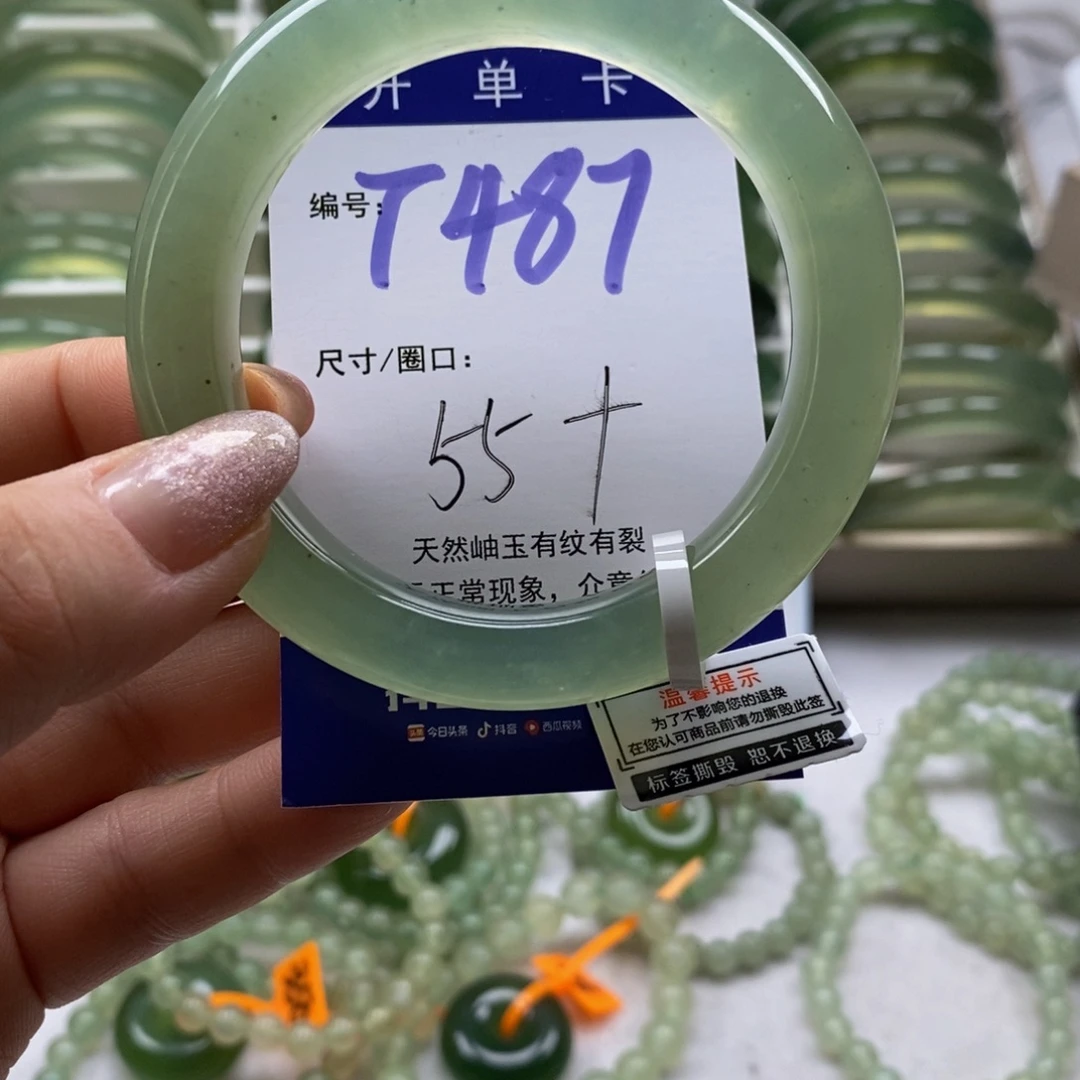 开单卡
编号: T487
尺寸/圈口:
55 +
天然岫玉有纹有裂
正常现象，介意
今日头条 抖音 西瓜视频
温馨提示
为了不影响您的退换
在您认可商品前请勿撕毁此签
标签撕毁 恕不退换